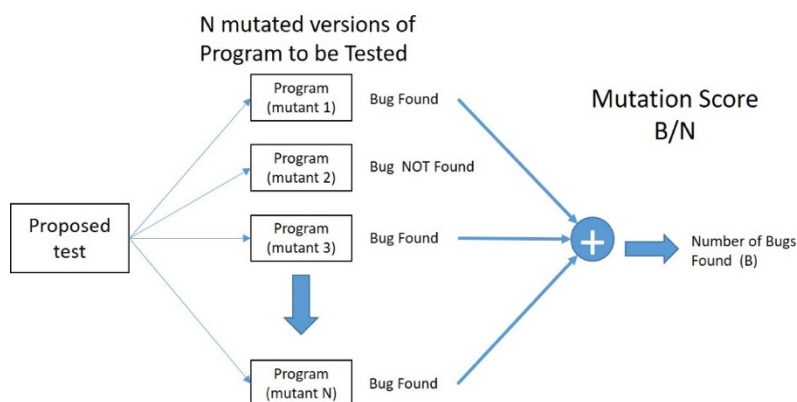 N mutated versions of
Program to be Tested
Program
(mutant 1)
Bug Found
Mutation Score
B/N
Program
(mutant 2)
Bug NOT Found
Proposed
test
Program
(mutant 3)
Bug Found
+
Number of Bugs
Found (B)
Program
(mutant N)
Bug Found